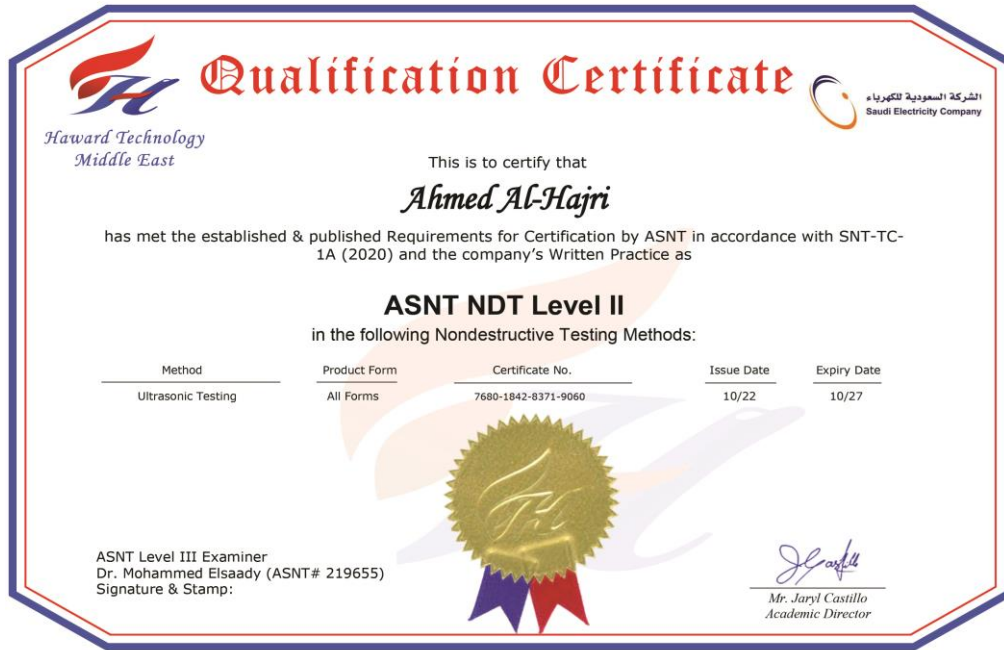 Qualification Certificate
Haward Technology
Middle East
الشركة السعودية للكهرباء
Saudi Electricity Company
This is to certify that
Ahmed Al-Hajri
has met the established & published Requirements for Certification by ASNT in accordance with SNT-TC-
1A (2020) and the company's Written Practice as
ASNT NDT Level II
in the following Nondestructive Testing Methods:
Method Product Form Certificate No. Issue Date Expiry Date
Ultrasonic Testing All Forms 7680-1842-8371-9060 10/22 10/27
ASNT Level III Examiner
Dr. Mohammed Elsaady (ASNT# 219655)
Signature & Stamp:
Mr. Jaryl Castillo
Academic Director